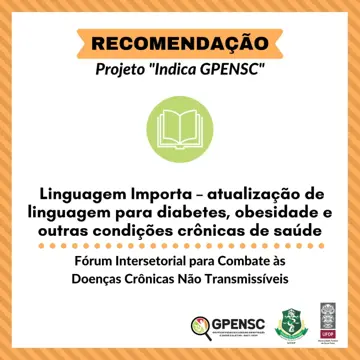 RECOMENDAÇÃO
Projeto "Indica GPENSC"
Linguagem Importa – atualização de
linguagem para diabetes, obesidade e
outras condições crônicas de saúde
Fórum Intersetorial para Combate às
Doenças Crônicas Não Transmissíveis
GPENSC
UFOP